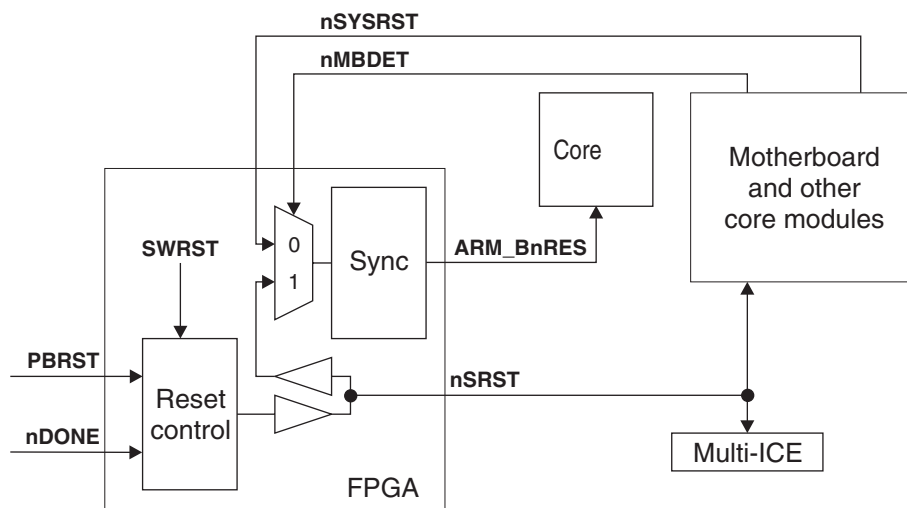 nSYSRST
nMBDET
Core
Motherboard
and other
core modules
SWRST
0
1
Sync
ARM_BnRES
PBRST
nDONE
Reset
control
nSRST
Multi-ICE
FPGA